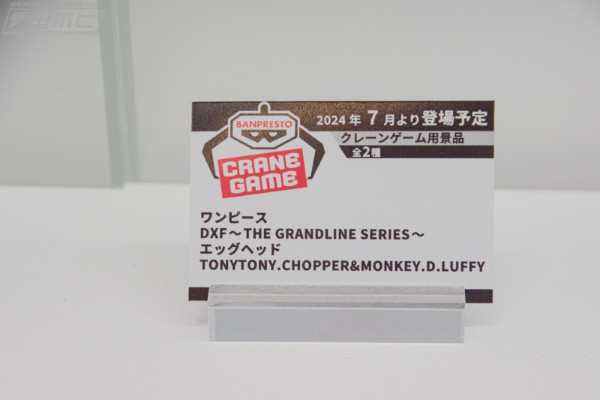 BANPRESTO
CRANE
GAME
2024年 7月より登場予定
クレーンゲーム用景品
全2種
ワンピース
DXF～THE GRANDLINE SERIES～
エッグヘッド
TONYTONY.CHOPPER&MONKEY.D.LUFFY